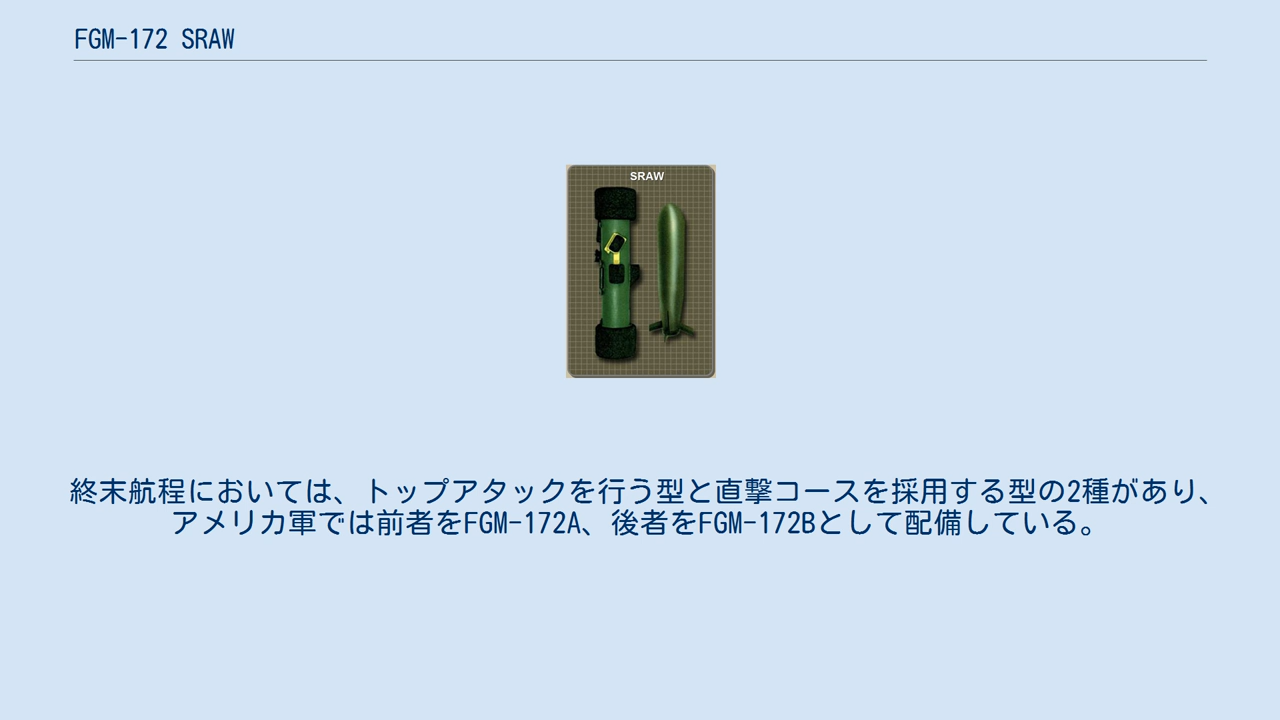 FGM-172 SRAW
SRAW
終末航程においては、トップアタックを行う型と直撃コースを採用する型の2種があり、
アメリカ軍では前者をFGM-172A、後者をFGM-172Bとして配備している。